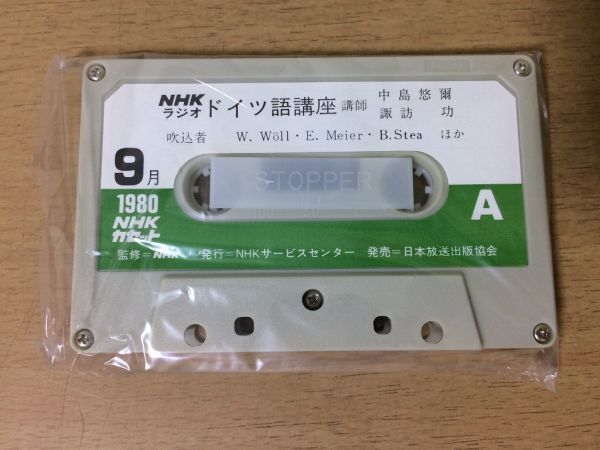 NHK ラジオ ドイツ語講座 講師 中島悠爾 諏訪功
吹込者 W. Wöll・E. Meier・B.Stea ほか
9月
STOPPER
1980
NHK
カセット
A
監修=NHK 発行=NHKサービスセンター 発売=日本放送出版協会